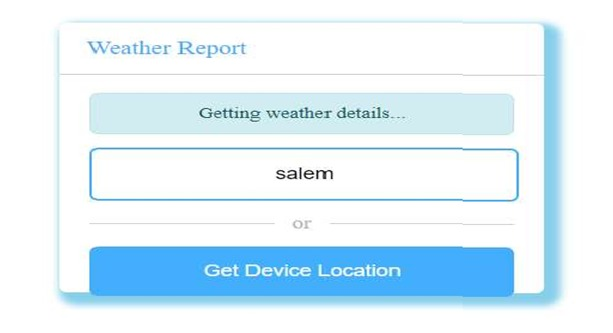 Weather Report
Getting weather details...
salem
or
Get Device Location